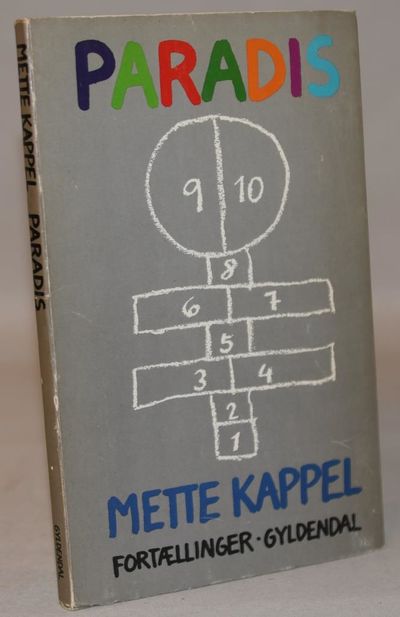 PARADIS
9 10
8
6 7
5
3 4
2
1
METTE KAPPEL
FORTÆLLINGER · GYLDENDAL
METTE KAPPEL PARADIS
GYLDENDAL